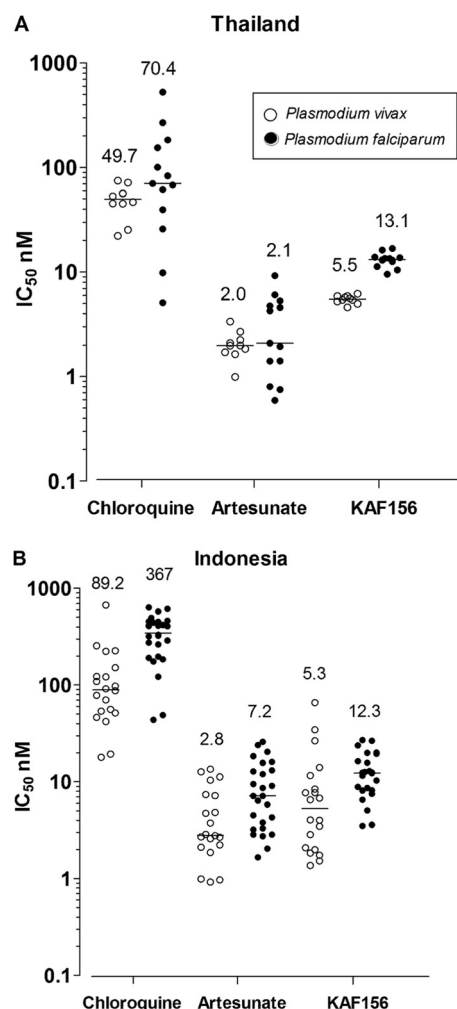 A
Thailand
1000
100
10
1
0.1
IC50 nM
49.7
70.4
2.0
2.1
5.5
13.1
Plasmodium vivax
Plasmodium falciparum
Chloroquine Artesunate KAF156
B
Indonesia
1000
100
10
1
0.1
IC50 nM
89.2
367
2.8
7.2
5.3
12.3
Chloroquine Artesunate KAF156